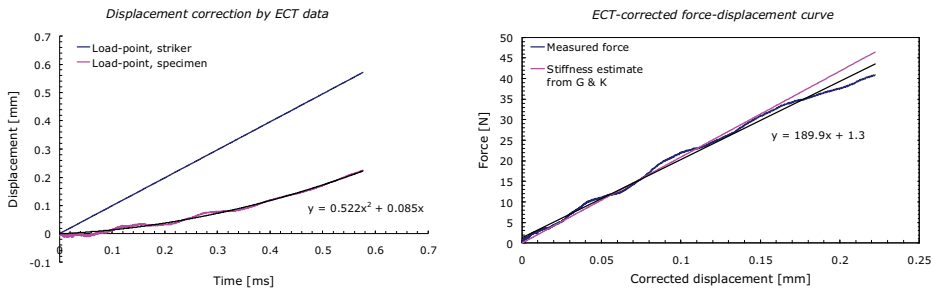 Displacement correction by ECT data
Displacement [mm]
0.7
0.6
0.5
0.4
0.3
0.2
0.1
0
-0.1
Load-point, striker
Load-point, specimen
y = 0.522x² + 0.085x
0 0.1 0.2 0.3 0.4 0.5 0.6 0.7
Time [ms]
ECT-corrected force-displacement curve
Force [N]
50
45
40
35
30
25
20
15
10
5
0
Measured force
Stiffness estimate
from G & K
y = 189.9x + 1.3
0 0.05 0.1 0.15 0.2 0.25
Corrected displacement [mm]